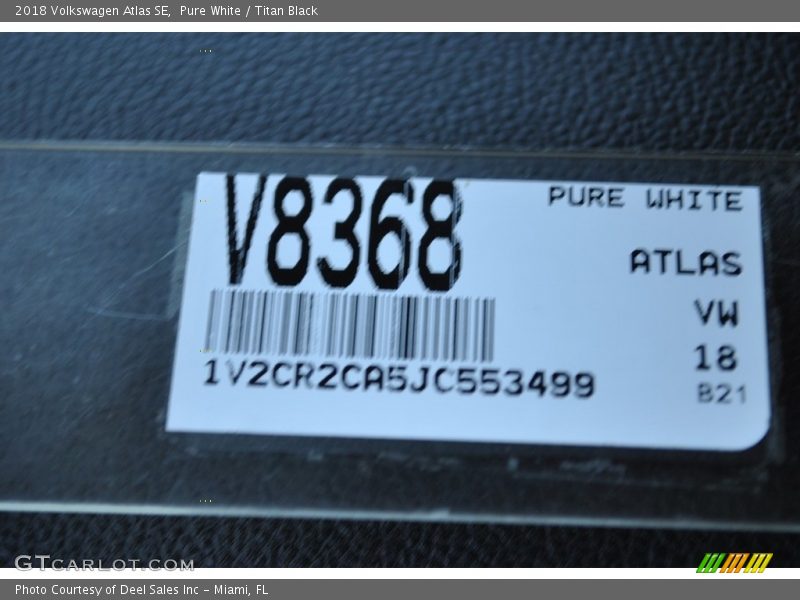 2018 Volkswagen Atlas SE,  Pure White / Titan Black
V8368
PURE WHITE
ATLAS
VW
18
1V2CR2CA5JC553499
B21
GTCARLOT.COM
Photo Courtesy of Deel Sales Inc - Miami, FL